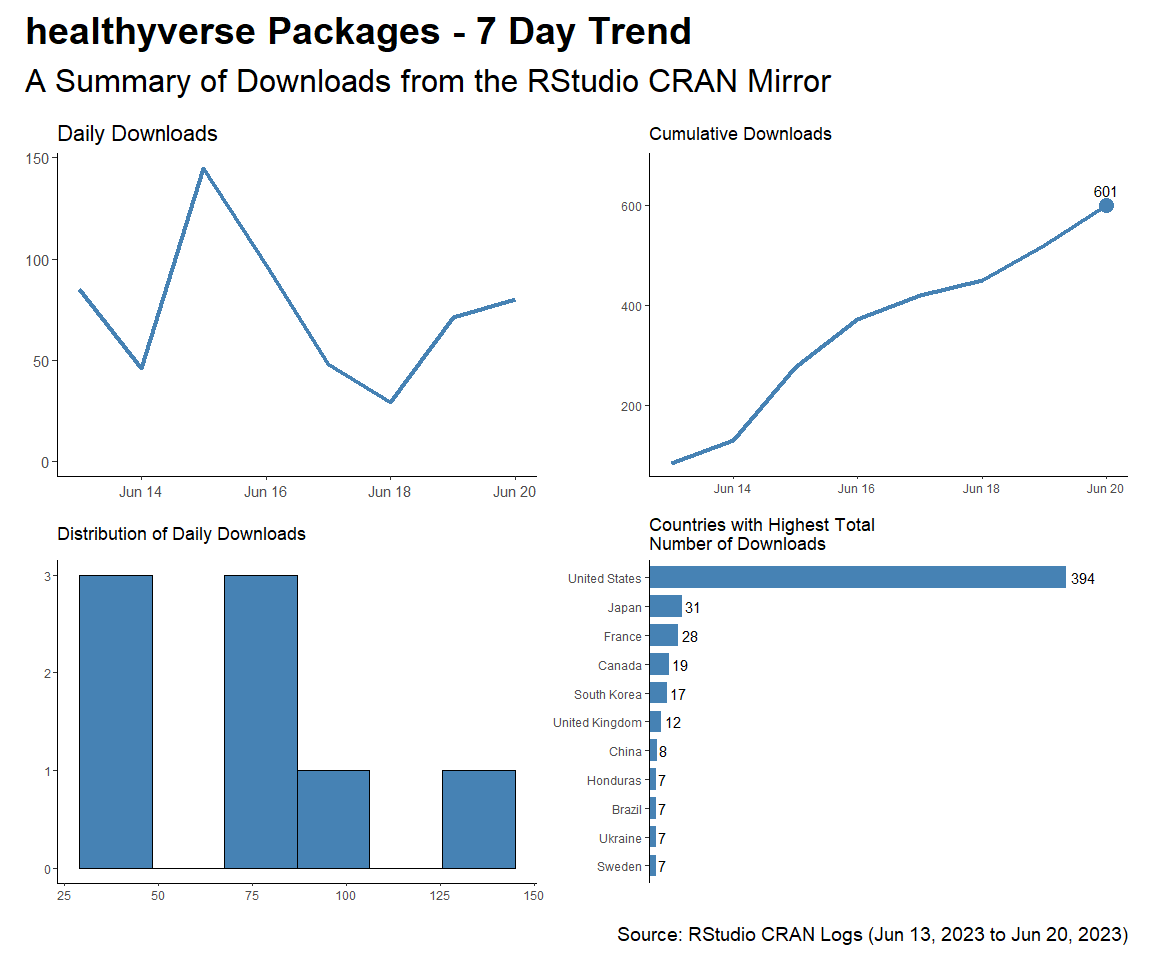 healthyverse Packages - 7 Day Trend
A Summary of Downloads from the RStudio CRAN Mirror
Daily Downloads
150
100
50
0
Jun 14 Jun 16 Jun 18 Jun 20
Cumulative Downloads
601
600
400
200
Jun 14 Jun 16 Jun 18 Jun 20
Distribution of Daily Downloads
3
2
1
0
25 50 75 100 125 150
Countries with Highest Total
Number of Downloads
United States 394
Japan 31
France 28
Canada 19
South Korea 17
United Kingdom 12
China 8
Honduras 7
Brazil 7
Ukraine 7
Sweden 7
Source: RStudio CRAN Logs (Jun 13, 2023 to Jun 20, 2023)